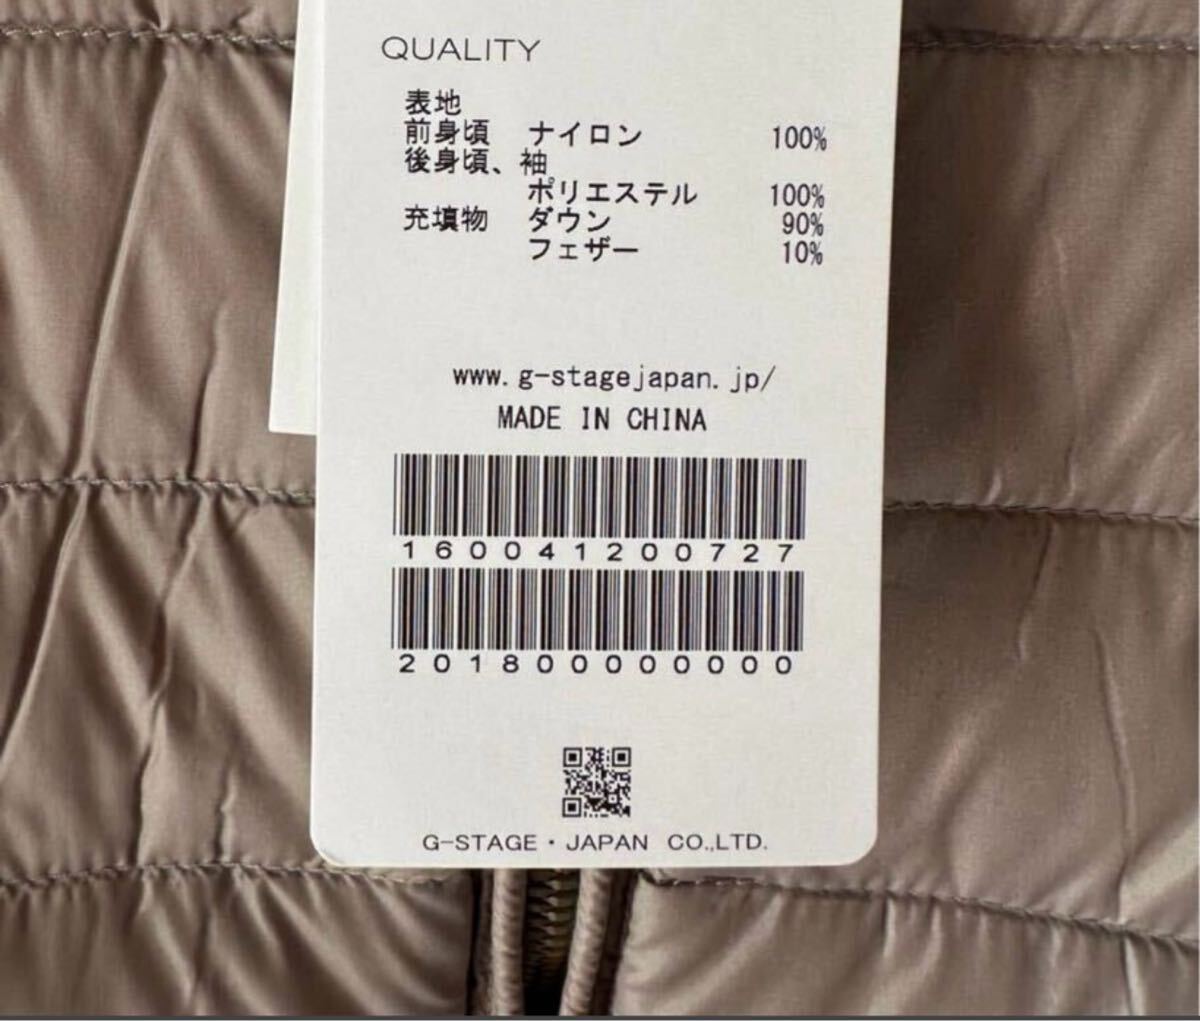 QUALITY
表地
前身頃 ナイロン 100%
後身頃、袖
ポリエステル 100%
充填物 ダウン 90%
フェザー 10%
www.g-stagejapan.jp/
MADE IN CHINA
160041200727
201800000000
G-STAGE・JAPAN CO.,LTD.